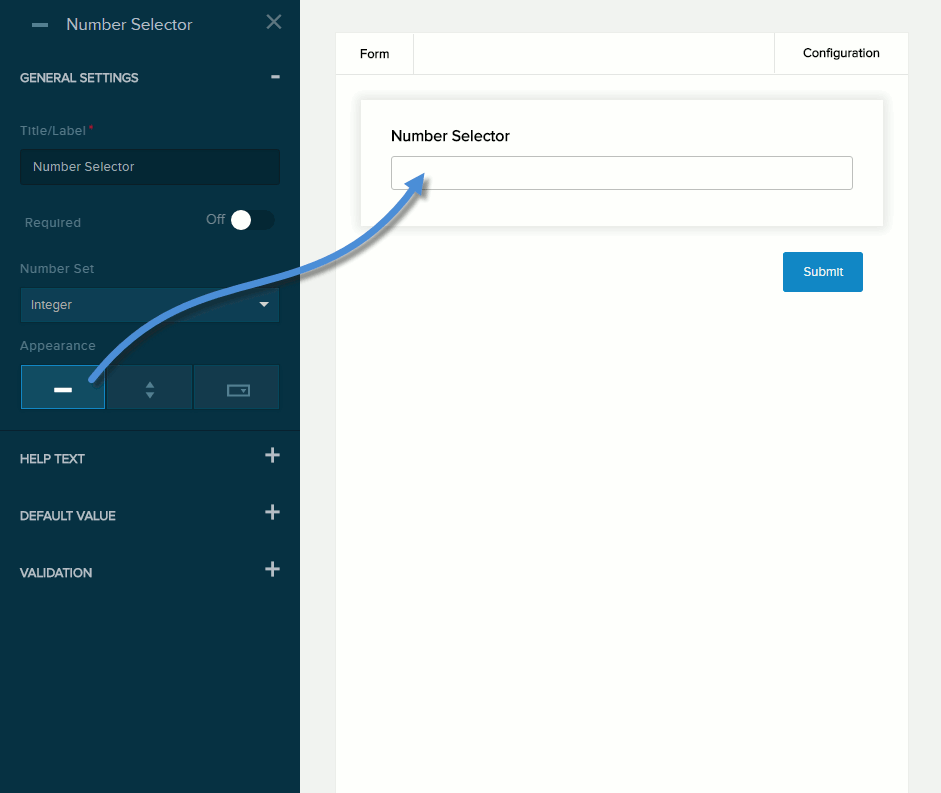 Number Selector
GENERAL SETTINGS
Title/Label*
Number Selector
Required
Off
Number Set
Integer
Appearance
HELP TEXT
DEFAULT VALUE
VALIDATION
Form
Configuration
Number Selector
Submit